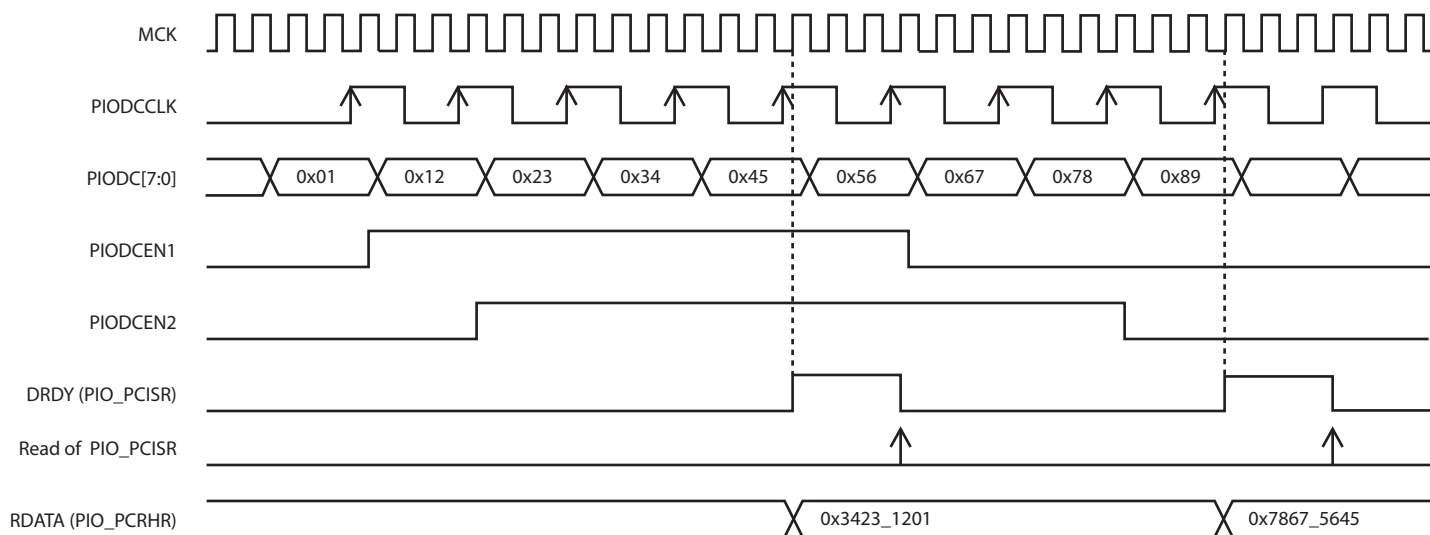 MCK
PIODCCLK
PIODC[7:0] 0x01 0x12 0x23 0x34 0x45 0x56 0x67 0x78 0x89
PIODCEN1
PIODCEN2
DRDY (PIO_PCISR)
Read of PIO_PCISR
RDATA (PIO_PCRHR) 0x3423_1201 0x7867_5645